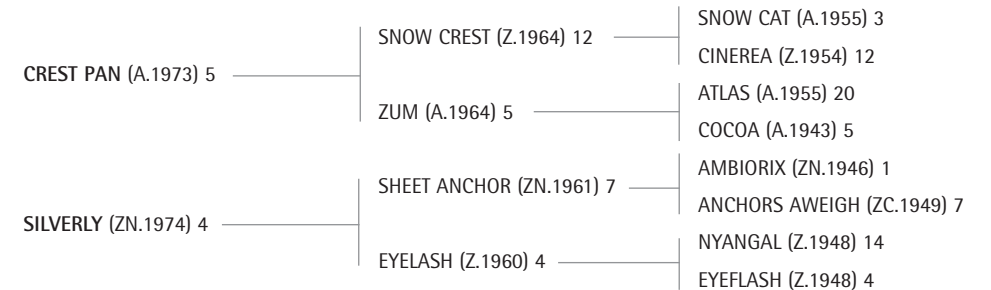 SNOW CAT (A.1955) 3
SNOW CREST (Z.1964) 12
CINEREA (Z.1954) 12
CREST PAN (A.1973) 5
ATLAS (A.1955) 20
ZUM (A.1964) 5
COCOA (A.1943) 5
AMBIORIX (ZN.1946) 1
SHEET ANCHOR (ZN.1961) 7
ANCHORS AWEIGH (ZC.1949) 7
SILVERLY (ZN.1974) 4
NYANGAL (Z.1948) 14
EYELASH (Z.1960) 4
EYEFLASH (Z.1948) 4